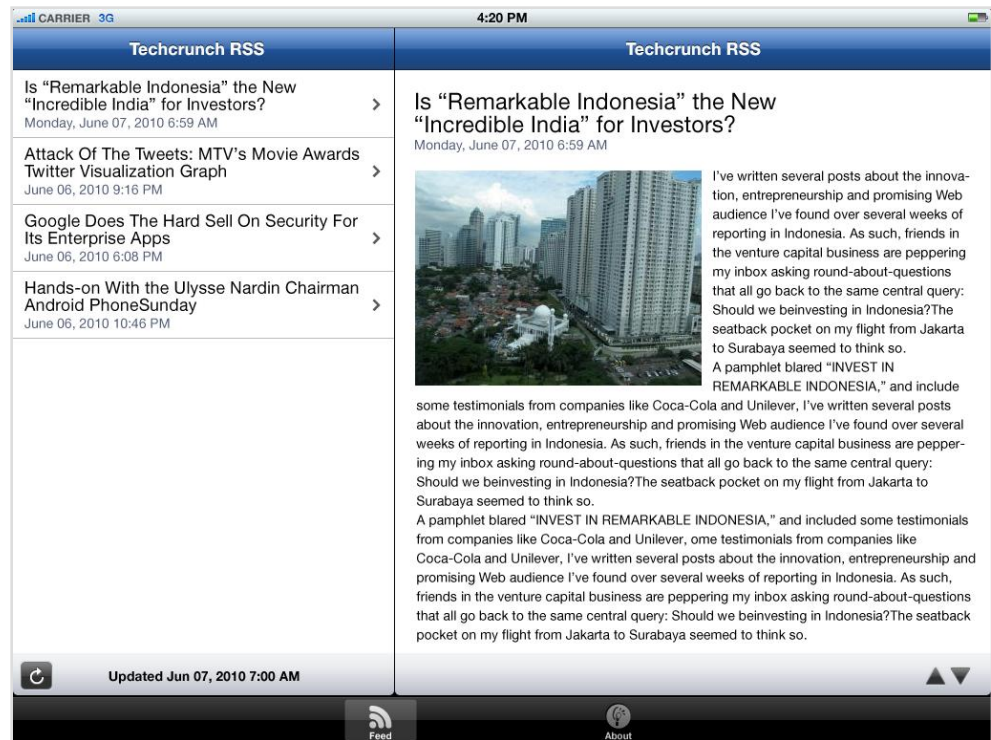 CARRIER 3G
4:20 PM
Techcrunch RSS
Is “Remarkable Indonesia” the New
“Incredible India” for Investors?
Monday, June 07, 2010 6:59 AM
Attack Of The Tweets: MTV’s Movie Awards
Twitter Visualization Graph
June 06, 2010 9:16 PM
Google Does The Hard Sell On Security For
Its Enterprise Apps
June 06, 2010 6:08 PM
Hands-on With the Ulysse Nardin Chairman
Android PhoneSunday
June 06, 2010 10:46 PM
Updated Jun 07, 2010 7:00 AM
Techcrunch RSS
Is “Remarkable Indonesia” the New
“Incredible India” for Investors?
Monday, June 07, 2010 6:59 AM
I’ve written several posts about the innova-
tion, entrepreneurship and promising Web
audience I’ve found over several weeks of
reporting in Indonesia. As such, friends in
the venture capital business are peppering
my inbox asking round-about-questions
that all go back to the same central query:
Should we beinvesting in Indonesia?The
seatback pocket on my flight from Jakarta
to Surabaya seemed to think so.
A pamphlet blared “INVEST IN
REMARKABLE INDONESIA,” and include
some testimonials from companies like Coca-Cola and Unilever, I’ve written several posts
about the innovation, entrepreneurship and promising Web audience I’ve found over several
weeks of reporting in Indonesia. As such, friends in the venture capital business are pepper-
ing my inbox asking round-about-questions that all go back to the same central query:
Should we beinvesting in Indonesia?The seatback pocket on my flight from Jakarta to
Surabaya seemed to think so.
A pamphlet blared “INVEST IN REMARKABLE INDONESIA,” and included some testimonials
from companies like Coca-Cola and Unilever, ome testimonials from companies like
Coca-Cola and Unilever, I’ve written several posts about the innovation, entrepreneurship and
promising Web audience I’ve found over several weeks of reporting in Indonesia. As such,
friends in the venture capital business are peppering my inbox asking round-about-questions
that all go back to the same central query: Should we beinvesting in Indonesia?The seatback
pocket on my flight from Jakarta to Surabaya seemed to think so.
Feed
About